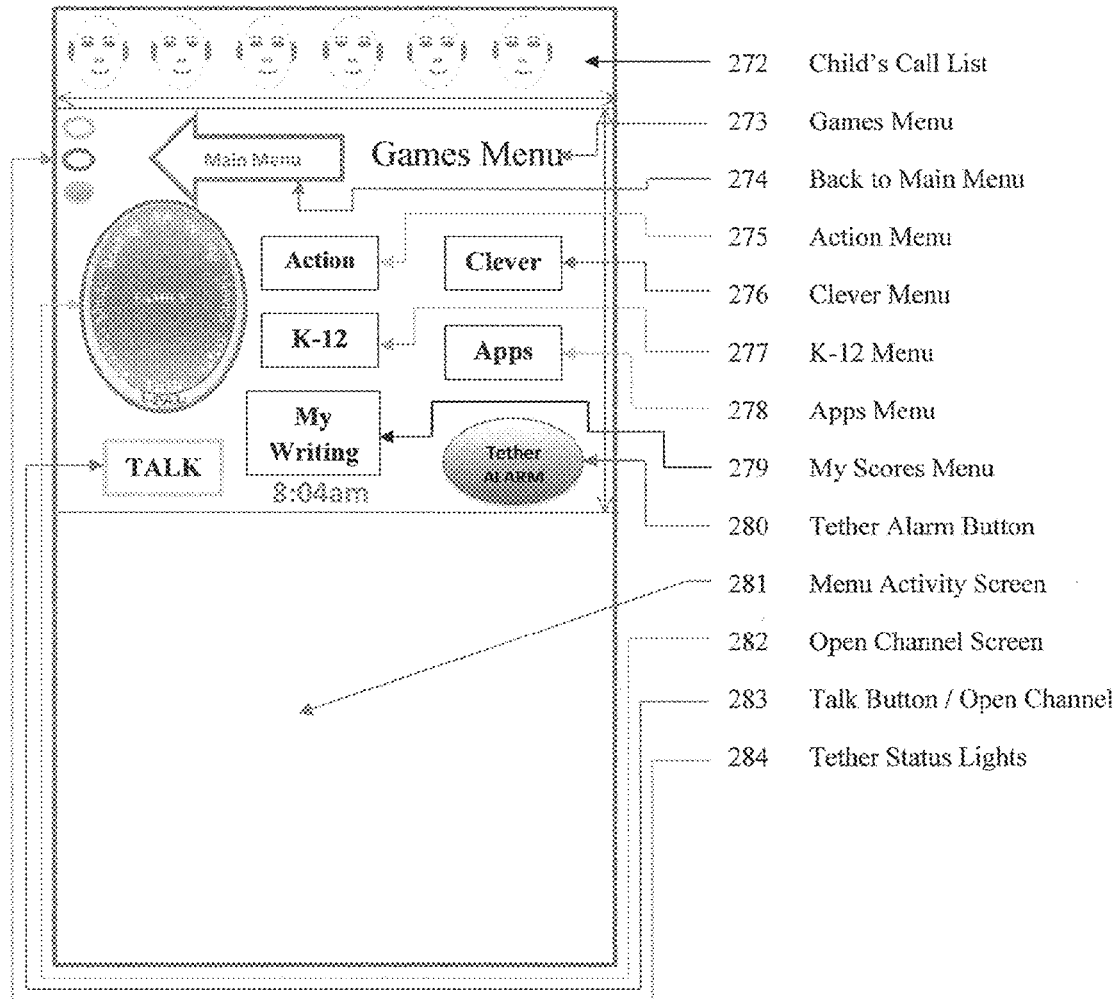 272 Child's Call List
273 Games Menu
Main Menu
Games Menu
274 Back to Main Menu
275 Action Menu
Action
Clever
276 Clever Menu
K-12
277 K-12 Menu
Apps
278 Apps Menu
My
Writing
279 My Scores Menu
TALK
Tether
ALARM
8:04am
280 Tether Alarm Button
281 Menu Activity Screen
282 Open Channel Screen
283 Talk Button / Open Channel
284 Tether Status Lights